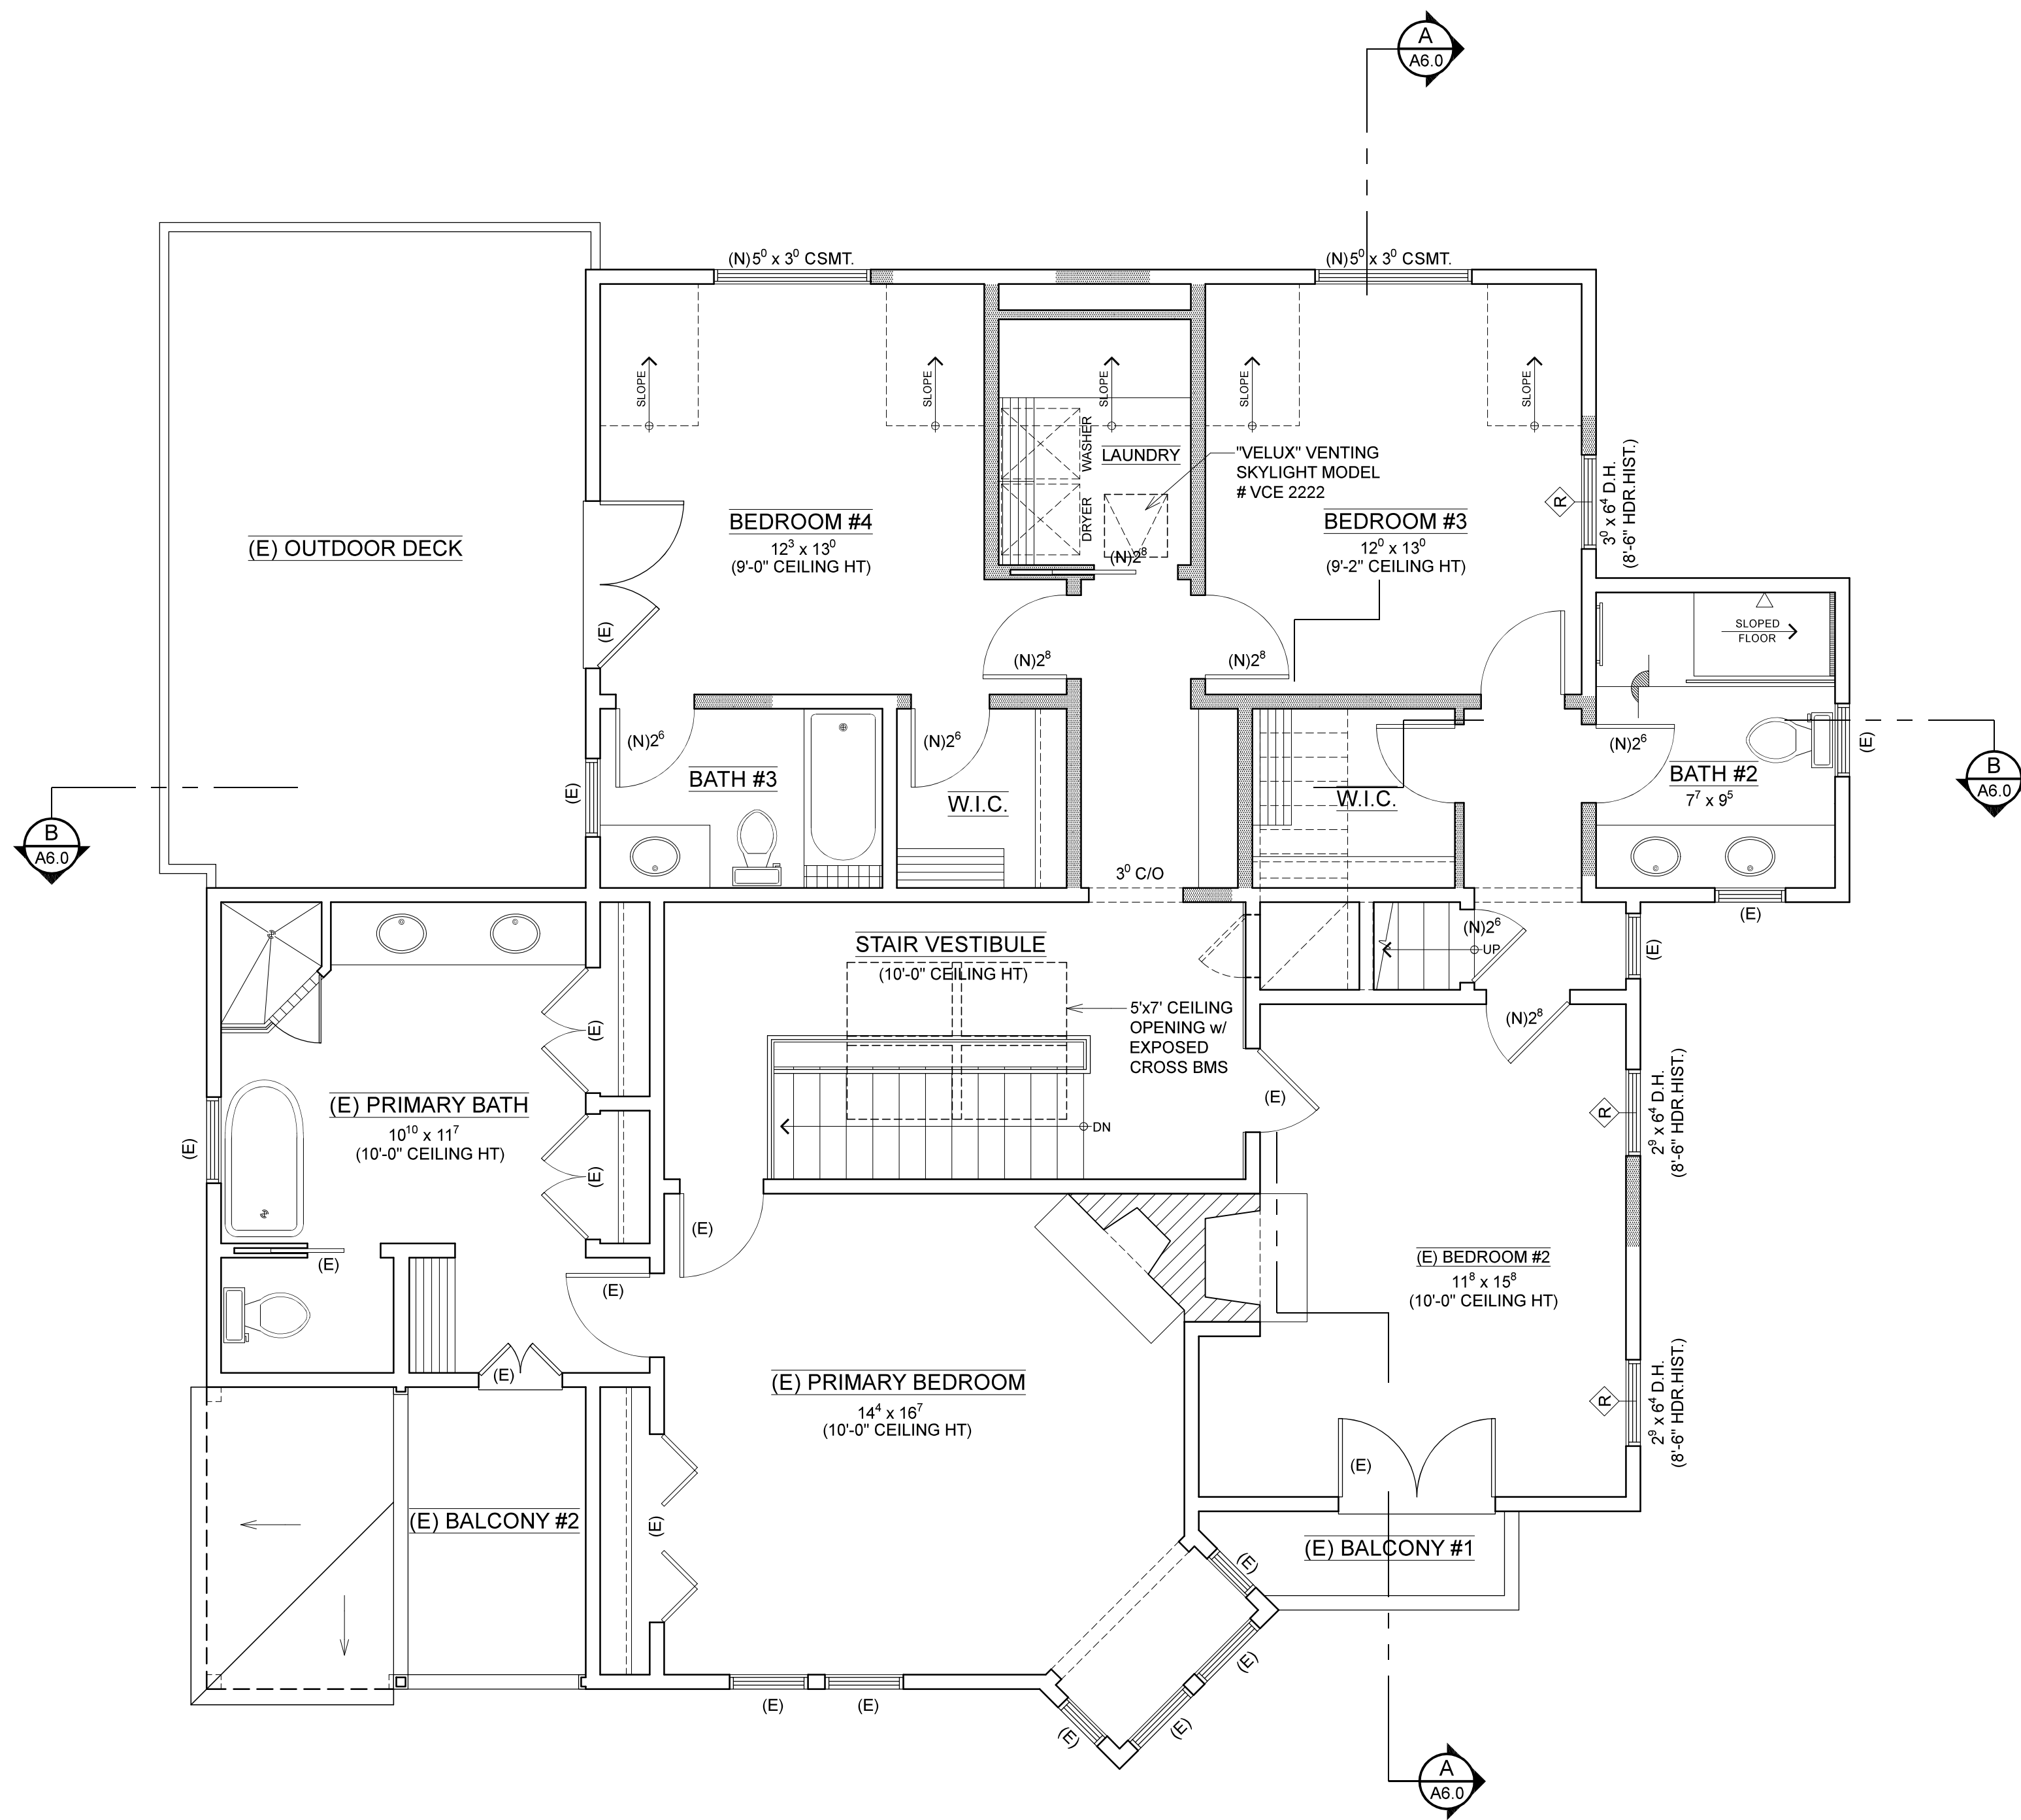 A
A6.0
(N)5⁰ x 3⁰ CSMT.
(N)5⁰ x 3⁰ CSMT.
SLOPE
SLOPE
SLOPE
SLOPE
SLOPE
WASHER
DRYER
LAUNDRY
"VELUX" VENTING
SKYLIGHT MODEL
# VCE 2222
(N)2⁸
3⁰ x 6⁴ D.H.
(8'-6" HDR.HIST.)
R
(E) OUTDOOR DECK
BEDROOM #4
12³ x 13⁰
(9'-0" CEILING HT)
BEDROOM #3
12⁰ x 13⁰
(9'-2" CEILING HT)
(E)
(N)2⁸
(N)2⁸
SLOPED
FLOOR
(N)2⁶
(N)2⁶
(N)2⁶
(E)
BATH #3
W.I.C.
W.I.C.
BATH #2
7⁷ x 9⁵
(E)
B
A6.0
B
A6.0
3⁰ C/O
(E)
STAIR VESTIBULE
(10'-0" CEILING HT)
(N)2⁶
UP
(E)
5'x7' CEILING
OPENING w/
EXPOSED
CROSS BMS
(N)2⁸
(E)
(E)
DN
(E) PRIMARY BATH
10¹⁰ x 11⁷
(10'-0" CEILING HT)
(E)
(E)
R
2⁹ x 6⁴ D.H.
(8'-6" HDR.HIST.)
(E)
(E)
(E)
(E) BEDROOM #2
11⁸ x 15⁸
(10'-0" CEILING HT)
(E)
(E) PRIMARY BEDROOM
14⁴ x 16⁷
(10'-0" CEILING HT)
R
2⁹ x 6⁴ D.H.
(8'-6" HDR.HIST.)
(E)
(E) BALCONY #2
(E)
(E) BALCONY #1
(E)
(E)
(E)
(E)
(E)
(E)
A
A6.0